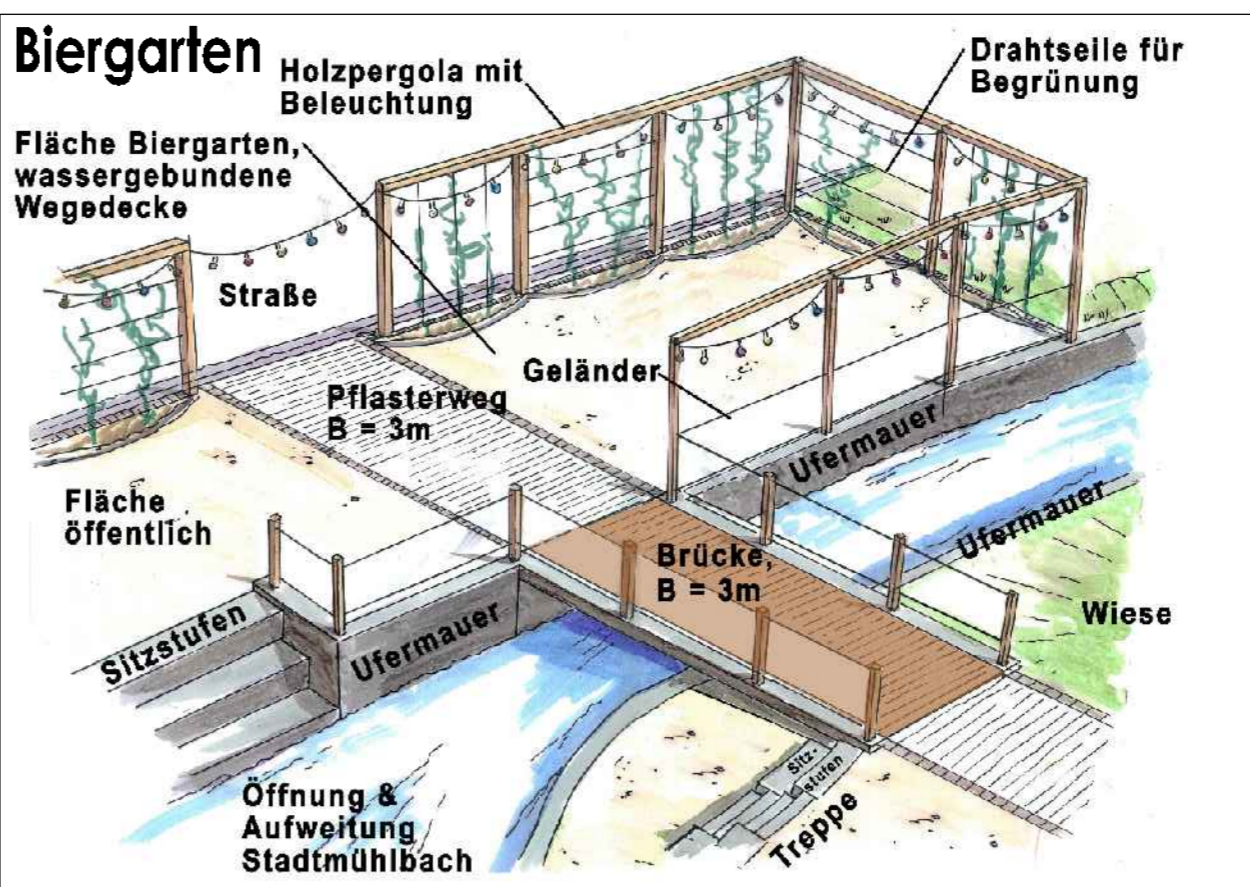 Biergarten
Holzpergola mit
Beleuchtung
Drahtseile für
Begrünung
Fläche Biergarten,
wassergebundene
Wegedecke
Straße
Geländer
Pflasterweg
B = 3m
Ufermauer
Ufermauer
Fläche
öffentlich
Brücke,
B = 3m
Wiese
Sitzstufen
Ufermauer
Sitz-
stufen
Treppe
Öffnung &
Aufweitung
Stadtmühlbach